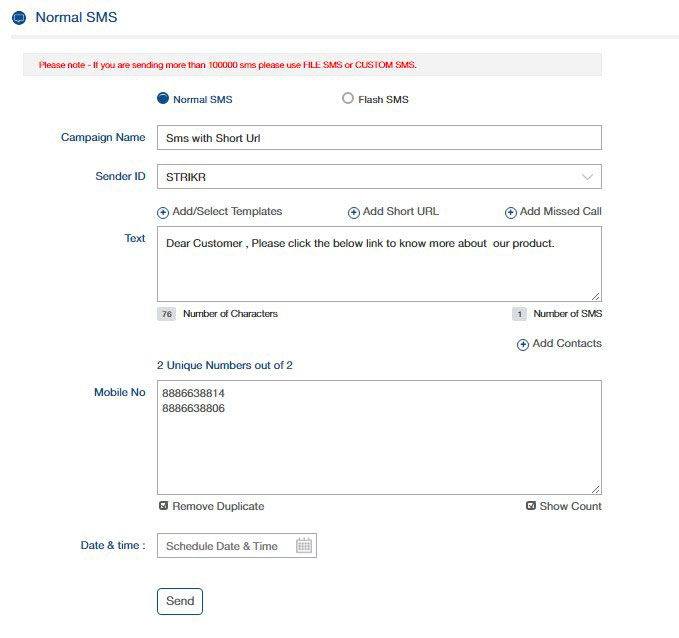 Normal SMS
Please note - If you are sending more than 100000 sms please use FILE SMS or CUSTOM SMS.
Normal SMS Flash SMS
Campaign Name Sms with Short Url
Sender ID STRIKR
Add/Select Templates Add Short URL Add Missed Call
Text Dear Customer , Please click the below link to know more about  our product.
76 Number of Characters 1 Number of SMS
Add Contacts
2 Unique Numbers out of 2
Mobile No 8886638814
8886638806
Remove Duplicate Show Count
Date & time : Schedule Date & Time
Send